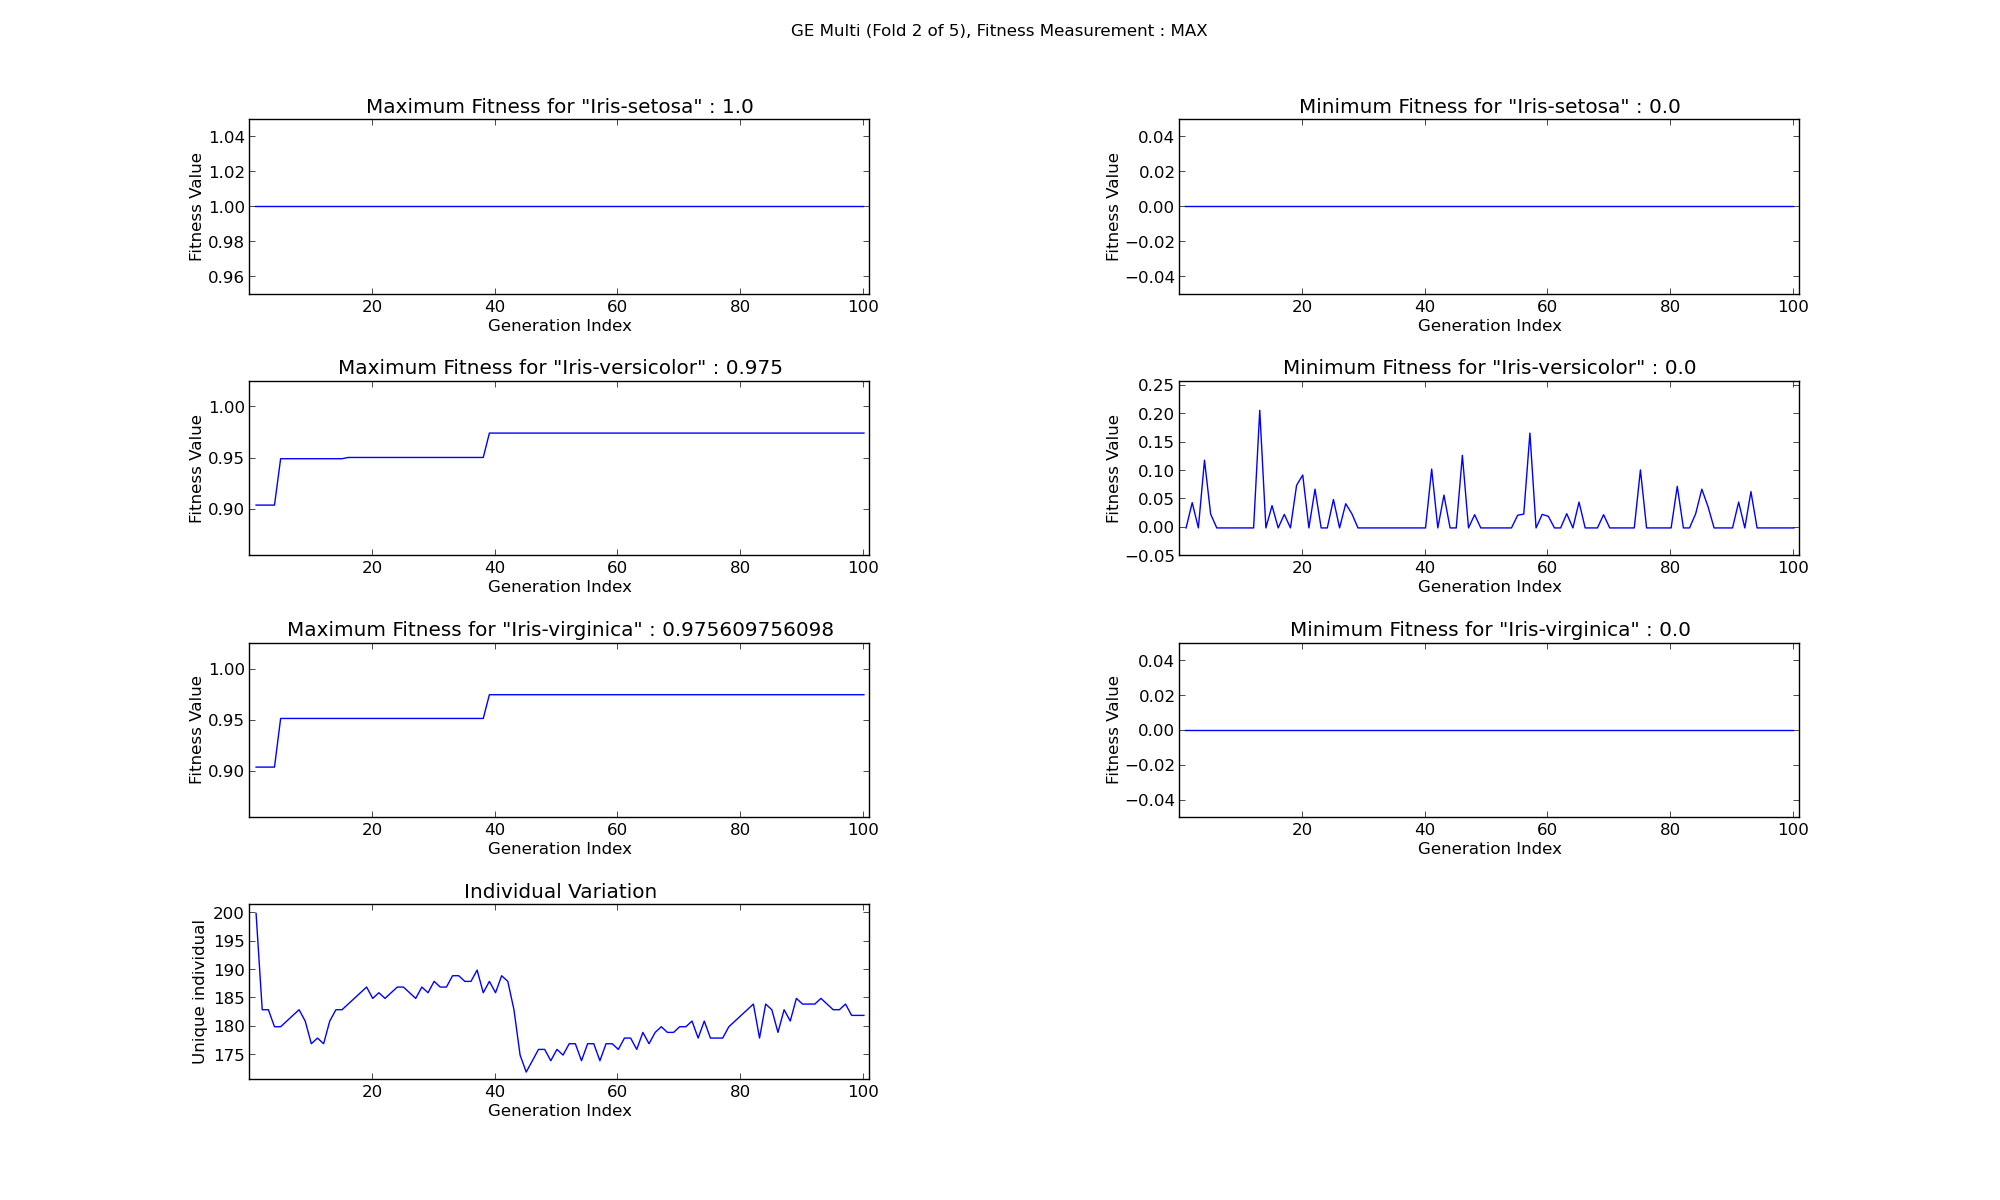 GE Multi (Fold 2 of 5), Fitness Measurement : MAX
Maximum Fitness for "Iris-setosa" : 1.0
Fitness Value
1.04
1.02
1.00
0.98
0.96
20 40 60 80 100
Generation Index
Minimum Fitness for "Iris-setosa" : 0.0
Fitness Value
0.04
0.02
0.00
−0.02
−0.04
20 40 60 80 100
Generation Index
Maximum Fitness for "Iris-versicolor" : 0.975
Fitness Value
1.00
0.95
0.90
20 40 60 80 100
Generation Index
Minimum Fitness for "Iris-versicolor" : 0.0
Fitness Value
0.25
0.20
0.15
0.10
0.05
0.00
−0.05
20 40 60 80 100
Generation Index
Maximum Fitness for "Iris-virginica" : 0.975609756098
Fitness Value
1.00
0.95
0.90
20 40 60 80 100
Generation Index
Minimum Fitness for "Iris-virginica" : 0.0
Fitness Value
0.04
0.02
0.00
−0.02
−0.04
20 40 60 80 100
Generation Index
Individual Variation
Unique individual
200
195
190
185
180
175
20 40 60 80 100
Generation Index